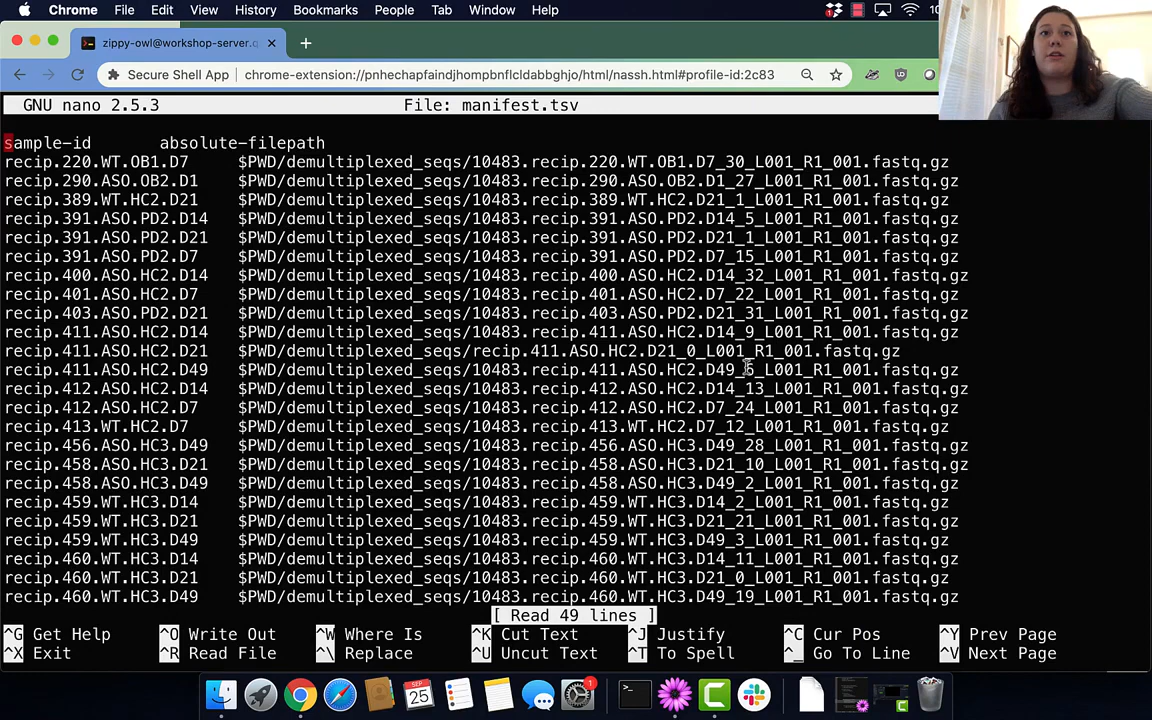 Chrome File Edit View History Bookmarks People Tab Window Help 10
zippy-owl@workshop-server.q
Secure Shell App chrome-extension://pnhechapfaindjhompbnflcldabbghjo/html/nassh.html#profile-id:2c83
GNU nano 2.5.3 File: manifest.tsv
sample-id absolute-filepath
recip.220.WT.OB1.D7 $PWD/demultiplexed_seqs/10483.recip.220.WT.OB1.D7_30_L001_R1_001.fastq.gz
recip.290.ASO.OB2.D1 $PWD/demultiplexed_seqs/10483.recip.290.ASO.OB2.D1_27_L001_R1_001.fastq.gz
recip.389.WT.HC2.D21 $PWD/demultiplexed_seqs/10483.recip.389.WT.HC2.D21_1_L001_R1_001.fastq.gz
recip.391.ASO.PD2.D14 $PWD/demultiplexed_seqs/10483.recip.391.ASO.PD2.D14_5_L001_R1_001.fastq.gz
recip.391.ASO.PD2.D21 $PWD/demultiplexed_seqs/10483.recip.391.ASO.PD2.D21_1_L001_R1_001.fastq.gz
recip.391.ASO.PD2.D7 $PWD/demultiplexed_seqs/10483.recip.391.ASO.PD2.D7_15_L001_R1_001.fastq.gz
recip.400.ASO.HC2.D14 $PWD/demultiplexed_seqs/10483.recip.400.ASO.HC2.D14_32_L001_R1_001.fastq.gz
recip.401.ASO.HC2.D7 $PWD/demultiplexed_seqs/10483.recip.401.ASO.HC2.D7_22_L001_R1_001.fastq.gz
recip.403.ASO.PD2.D21 $PWD/demultiplexed_seqs/10483.recip.403.ASO.PD2.D21_31_L001_R1_001.fastq.gz
recip.411.ASO.HC2.D14 $PWD/demultiplexed_seqs/10483.recip.411.ASO.HC2.D14_9_L001_R1_001.fastq.gz
recip.411.ASO.HC2.D21 $PWD/demultiplexed_seqs/recip.411.ASO.HC2.D21_0_L001_R1_001.fastq.gz
recip.411.ASO.HC2.D49 $PWD/demultiplexed_seqs/10483.recip.411.ASO.HC2.D49_6_L001_R1_001.fastq.gz
recip.412.ASO.HC2.D14 $PWD/demultiplexed_seqs/10483.recip.412.ASO.HC2.D14_13_L001_R1_001.fastq.gz
recip.412.ASO.HC2.D7 $PWD/demultiplexed_seqs/10483.recip.412.ASO.HC2.D7_24_L001_R1_001.fastq.gz
recip.413.WT.HC2.D7 $PWD/demultiplexed_seqs/10483.recip.413.WT.HC2.D7_12_L001_R1_001.fastq.gz
recip.456.ASO.HC3.D49 $PWD/demultiplexed_seqs/10483.recip.456.ASO.HC3.D49_28_L001_R1_001.fastq.gz
recip.458.ASO.HC3.D21 $PWD/demultiplexed_seqs/10483.recip.458.ASO.HC3.D21_10_L001_R1_001.fastq.gz
recip.458.ASO.HC3.D49 $PWD/demultiplexed_seqs/10483.recip.458.ASO.HC3.D49_2_L001_R1_001.fastq.gz
recip.459.WT.HC3.D14 $PWD/demultiplexed_seqs/10483.recip.459.WT.HC3.D14_2_L001_R1_001.fastq.gz
recip.459.WT.HC3.D21 $PWD/demultiplexed_seqs/10483.recip.459.WT.HC3.D21_21_L001_R1_001.fastq.gz
recip.459.WT.HC3.D49 $PWD/demultiplexed_seqs/10483.recip.459.WT.HC3.D49_3_L001_R1_001.fastq.gz
recip.460.WT.HC3.D14 $PWD/demultiplexed_seqs/10483.recip.460.WT.HC3.D14_11_L001_R1_001.fastq.gz
recip.460.WT.HC3.D21 $PWD/demultiplexed_seqs/10483.recip.460.WT.HC3.D21_0_L001_R1_001.fastq.gz
recip.460.WT.HC3.D49 $PWD/demultiplexed_seqs/10483.recip.460.WT.HC3.D49_19_L001_R1_001.fastq.gz
[ Read 49 lines ]
^G Get Help ^O Write Out ^W Where Is ^K Cut Text ^J Justify ^C Cur Pos ^Y Prev Page
^X Exit ^R Read File ^\ Replace ^U Uncut Text ^T To Spell ^_ Go To Line ^V Next Page
SEP
25
1